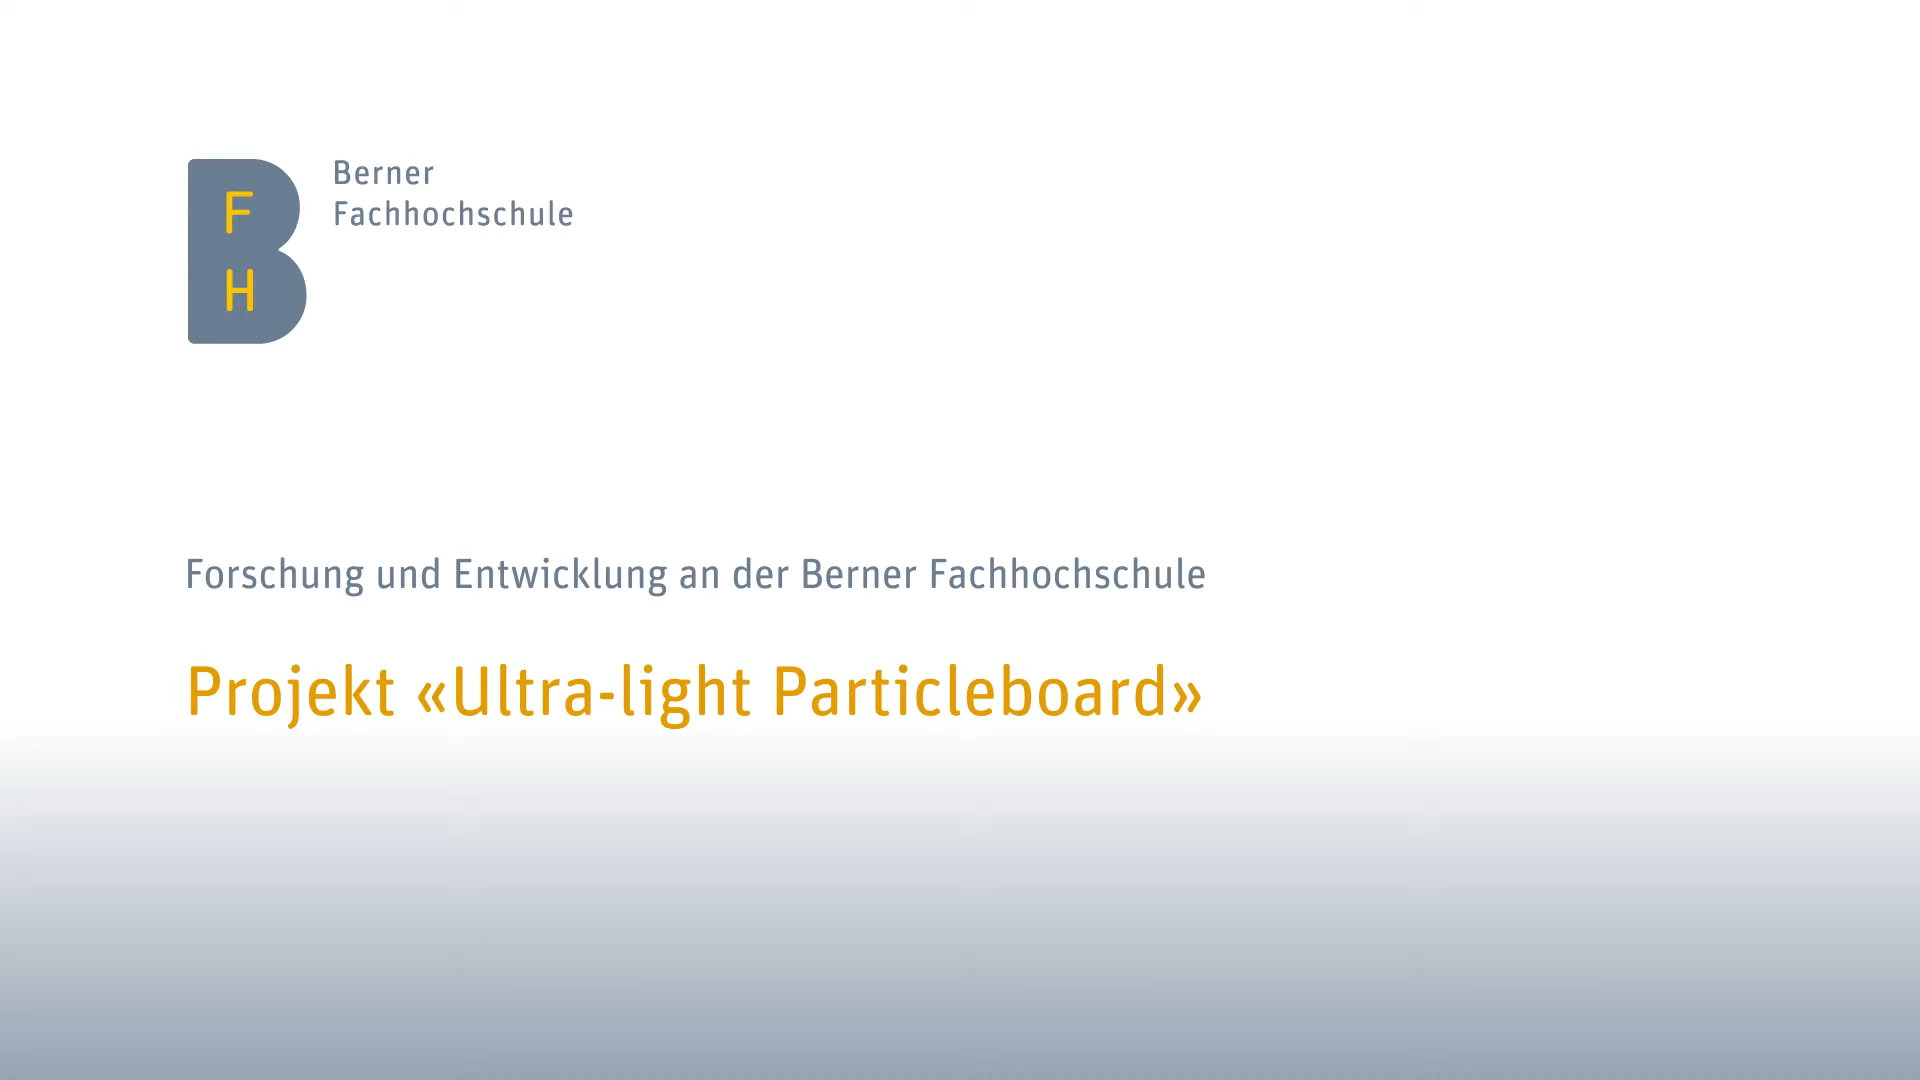 F
H
Berner
Fachhochschule
Forschung und Entwicklung an der Berner Fachhochschule
Projekt «Ultra-light Particleboard»